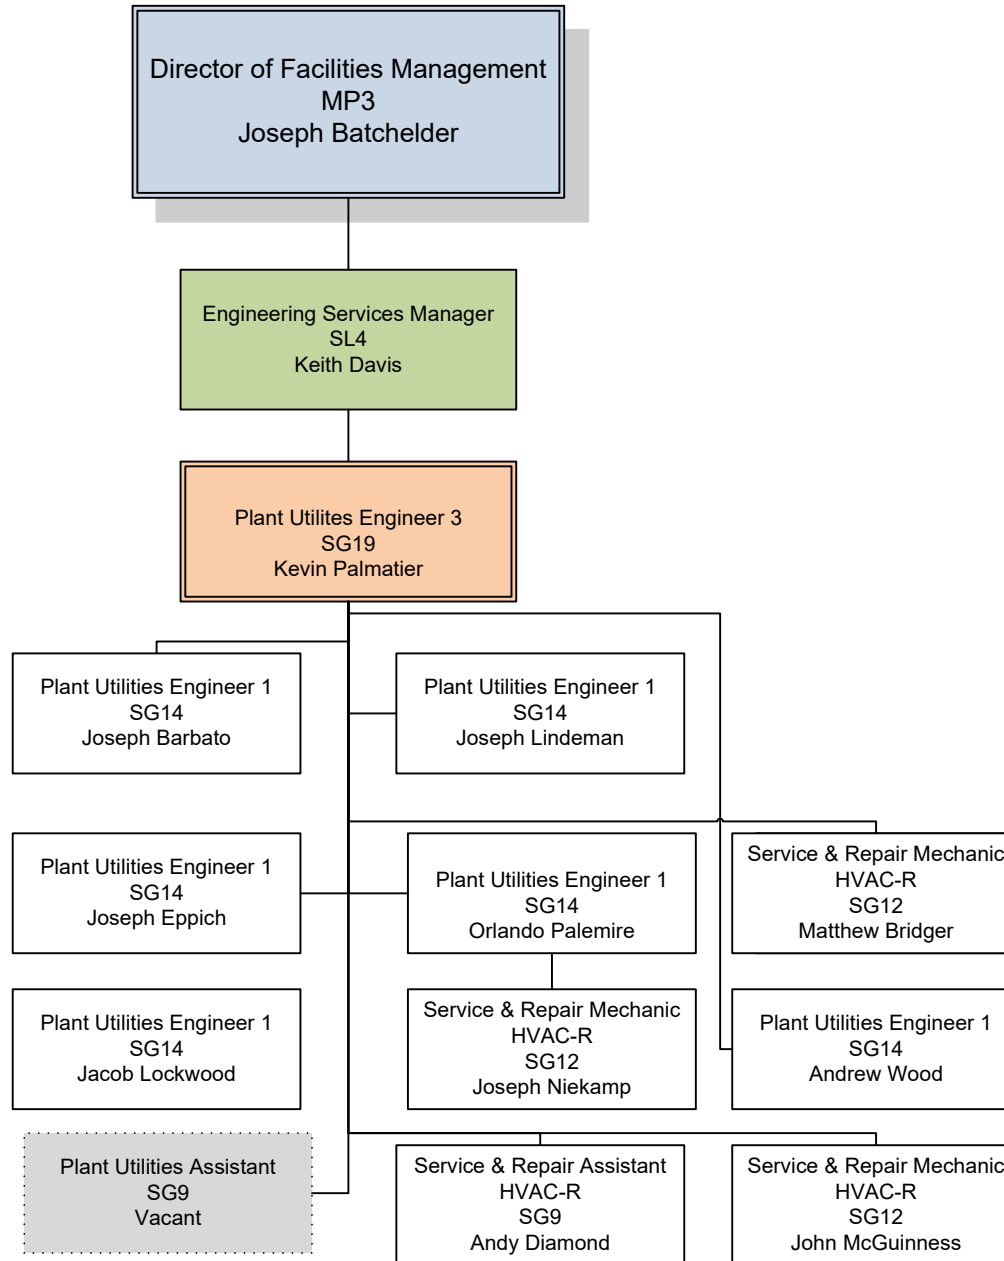 Director of Facilities Management
MP3
Joseph Batchelder
Engineering Services Manager
SL4
Keith Davis
Plant Utilites Engineer 3
SG19
Kevin Palmatier
Plant Utilities Engineer 1
SG14
Joseph Barbato
Plant Utilities Engineer 1
SG14
Joseph Lindeman
Plant Utilities Engineer 1
SG14
Joseph Eppich
Plant Utilities Engineer 1
SG14
Orlando Palemire
Service & Repair Mechanic
HVAC-R
SG12
Matthew Bridger
Plant Utilities Engineer 1
SG14
Jacob Lockwood
Service & Repair Mechanic
HVAC-R
SG12
Joseph Niekamp
Plant Utilities Engineer 1
SG14
Andrew Wood
Plant Utilities Assistant
SG9
Vacant
Service & Repair Assistant
HVAC-R
SG9
Andy Diamond
Service & Repair Mechanic
HVAC-R
SG12
John McGuinness